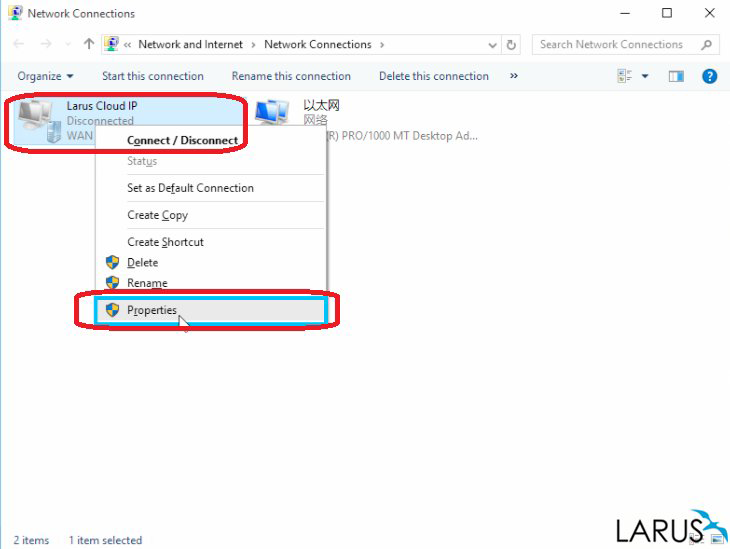 Network Connections
« Network and Internet > Network Connections >
Search Network Connections
Organize Start this connection Rename this connection Delete this connection »
Larus Cloud IP
Disconnected
WAN
以太网
网络
(R) PRO/1000 MT Desktop Ad...
Connect / Disconnect
Status
Set as Default Connection
Create Copy
Create Shortcut
Delete
Rename
Properties
2 items 1 item selected
LARUS